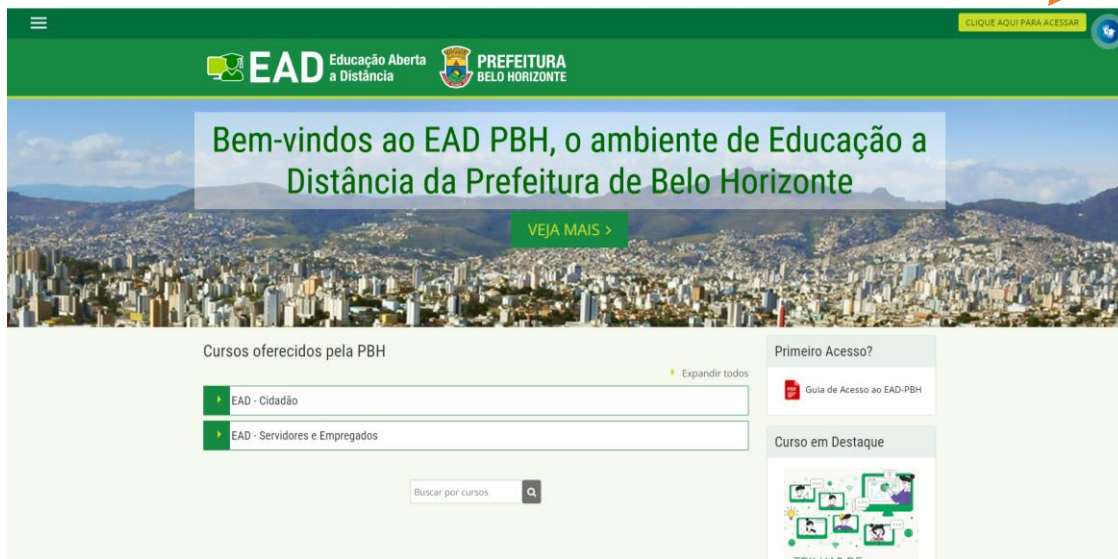 CLIQUE AQUI PARA ACESSAR
EAD Educação Aberta
a Distância
PREFEITURA
BELO HORIZONTE
Bem-vindos ao EAD PBH, o ambiente de Educação a
Distância da Prefeitura de Belo Horizonte
VEJA MAIS >
Cursos oferecidos pela PBH
Expandir todos
EAD - Cidadão
EAD - Servidores e Empregados
Buscar por cursos
Primeiro Acesso?
PDF
Guia de Acesso ao EAD-PBH
Curso em Destaque
TRILHAS DE